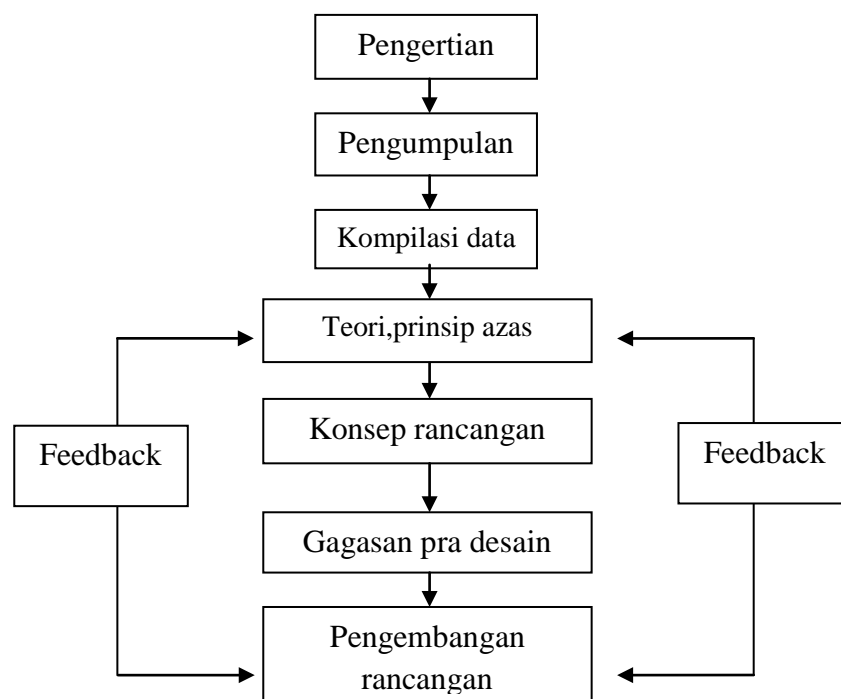 Pengertian
Pengumpulan
Kompilasi data
Teori,prinsip azas
Konsep rancangan
Feedback
Feedback
Gagasan pra desain
Pengembangan
rancangan